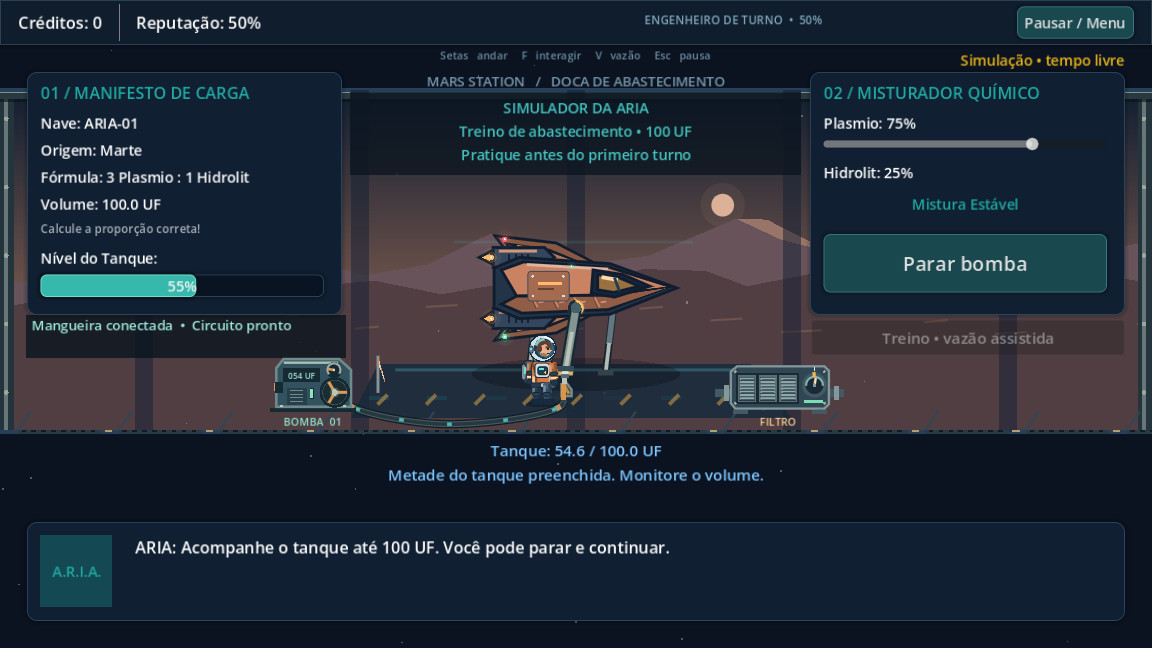 Créditos: 0
Reputação: 50%
ENGENHEIRO DE TURNO • 50%
Pausar / Menu
Setas andar F interagir V vazão Esc pausa
Simulação • tempo livre
MARS STATION / DOCA DE ABASTECIMENTO
01 / MANIFESTO DE CARGA
Nave: ARIA-01
Origem: Marte
Fórmula: 3 Plasmio : 1 Hidrolit
Volume: 100.0 UF
Calcule a proporção correta!
Nível do Tanque:
55%
Mangueira conectada • Circuito pronto
SIMULADOR DA ARIA
Treino de abastecimento • 100 UF
Pratique antes do primeiro turno
02 / MISTURADOR QUÍMICO
Plasmio: 75%
Hidrolit: 25%
Mistura Estável
Parar bomba
Treino • vazão assistida
054 UF
BOMBA 01
FILTRO
Tanque: 54.6 / 100.0 UF
Metade do tanque preenchida. Monitore o volume.
A.R.I.A.
ARIA: Acompanhe o tanque até 100 UF. Você pode parar e continuar.